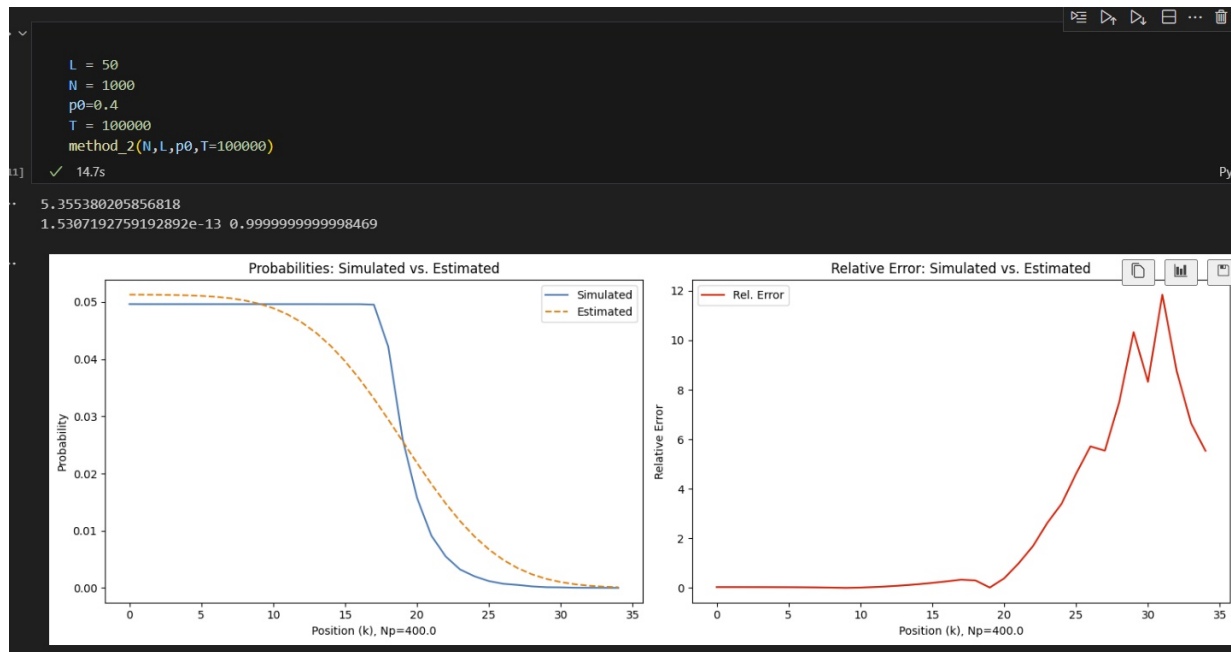 L = 50
N = 1000
p0=0.4
T = 100000
method_2(N,L,p0,T=100000)
✓ 14.7s
Py
5.355380205856818
1.5307192759192892e-13 0.9999999999998469
Probabilities: Simulated vs. Estimated
Simulated
Estimated
Probability
0.05
0.04
0.03
0.02
0.01
0.00
0 5 10 15 20 25 30 35
Position (k), Np=400.0
Relative Error: Simulated vs. Estimated
Rel. Error
Relative Error
12
10
8
6
4
2
0
0 5 10 15 20 25 30 35
Position (k), Np=400.0